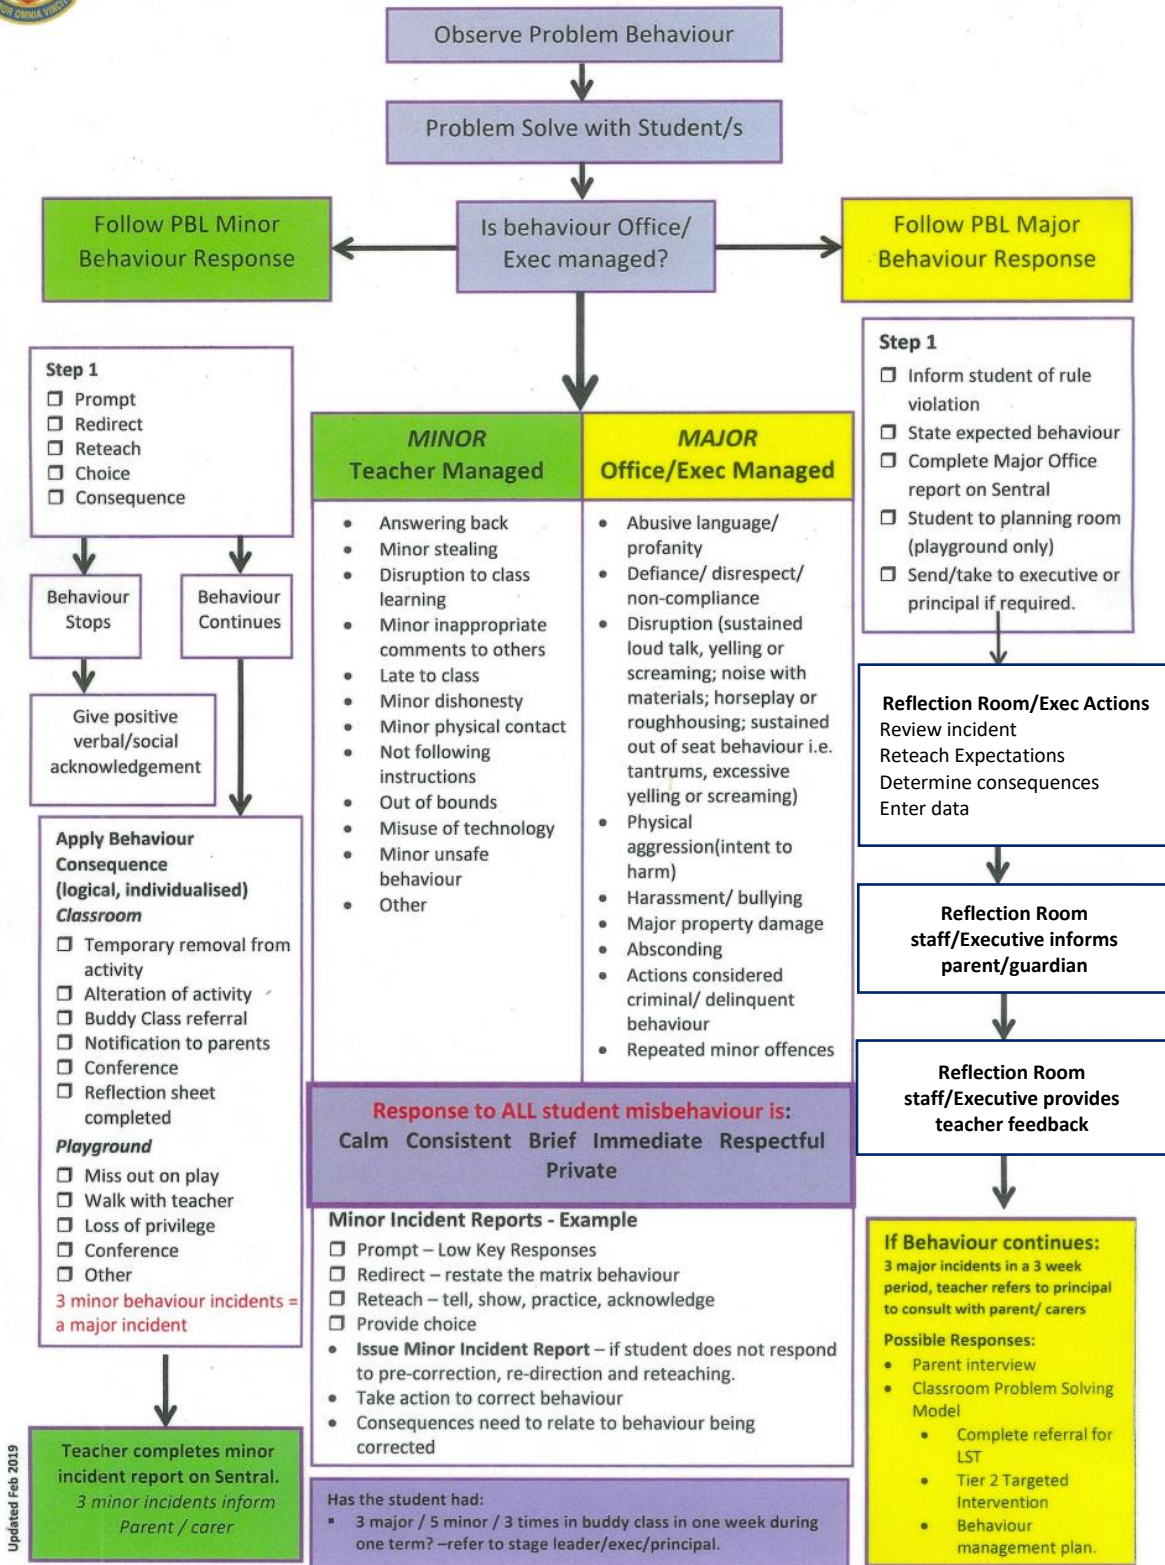 OR OMNIA VINCIT
Observe Problem Behaviour
Problem Solve with Student/s
Follow PBL Minor
Behaviour Response
Is behaviour Office/
Exec managed?
Follow PBL Major
Behaviour Response
Step 1
❒ Prompt
❒ Redirect
❒ Reteach
❒ Choice
❒ Consequence
Behaviour
Stops
Behaviour
Continues
Give positive
verbal/social
acknowledgement
Apply Behaviour
Consequence
(logical, individualised)
Classroom
❒ Temporary removal from
activity
❒ Alteration of activity
❒ Buddy Class referral
❒ Notification to parents
❒ Conference
❒ Reflection sheet
completed
Playground
❒ Miss out on play
❒ Walk with teacher
❒ Loss of privilege
❒ Conference
❒ Other
3 minor behaviour incidents =
a major incident
Teacher completes minor
incident report on Sentral.
3 minor incidents inform
Parent / carer
Updated Feb 2019
MINOR
Teacher Managed
• Answering back
• Minor stealing
• Disruption to class
learning
• Minor inappropriate
comments to others
• Late to class
• Minor dishonesty
• Minor physical contact
• Not following
instructions
• Out of bounds
• Misuse of technology
• Minor unsafe
behaviour
• Other
MAJOR
Office/Exec Managed
• Abusive language/
profanity
• Defiance/ disrespect/
non-compliance
• Disruption (sustained
loud talk, yelling or
screaming; noise with
materials; horseplay or
roughhousing; sustained
out of seat behaviour i.e.
tantrums, excessive
yelling or screaming)
• Physical
aggression(intent to
harm)
• Harassment/ bullying
• Major property damage
• Absconding
• Actions considered
criminal/ delinquent
behaviour
• Repeated minor offences
Response to ALL student misbehaviour is:
Calm Consistent Brief Immediate Respectful
Private
Minor Incident Reports - Example
❒ Prompt – Low Key Responses
❒ Redirect – restate the matrix behaviour
❒ Reteach – tell, show, practice, acknowledge
❒ Provide choice
• Issue Minor Incident Report – if student does not respond
to pre-correction, re-direction and reteaching.
• Take action to correct behaviour
• Consequences need to relate to behaviour being
corrected
Has the student had:
▪ 3 major / 5 minor / 3 times in buddy class in one week during
one term? –refer to stage leader/exec/principal.
Step 1
❒ Inform student of rule
violation
❒ State expected behaviour
❒ Complete Major Office
report on Sentral
❒ Student to planning room
(playground only)
❒ Send/take to executive or
principal if required.
Reflection Room/Exec Actions
Review incident
Reteach Expectations
Determine consequences
Enter data
Reflection Room
staff/Executive informs
parent/guardian
Reflection Room
staff/Executive provides
teacher feedback
If Behaviour continues:
3 major incidents in a 3 week
period, teacher refers to principal
to consult with parent/ carers
Possible Responses:
• Parent interview
• Classroom Problem Solving
Model
• Complete referral for
LST
• Tier 2 Targeted
Intervention
• Behaviour
management plan.